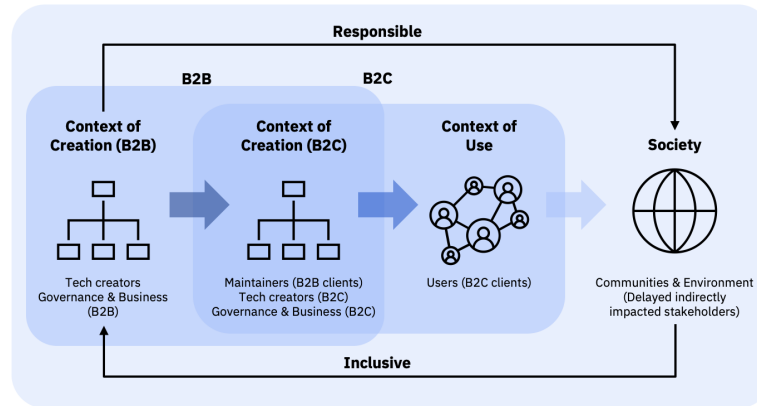 Responsible
B2B
B2C
Context of
Creation (B2B)
Context of
Creation (B2C)
Context of
Use
Society
Tech creators
Governance & Business
(B2B)
Maintainers (B2B clients)
Tech creators (B2C)
Governance & Business (B2C)
Users (B2C clients)
Communities & Environment
(Delayed indirectly
impacted stakeholders)
Inclusive